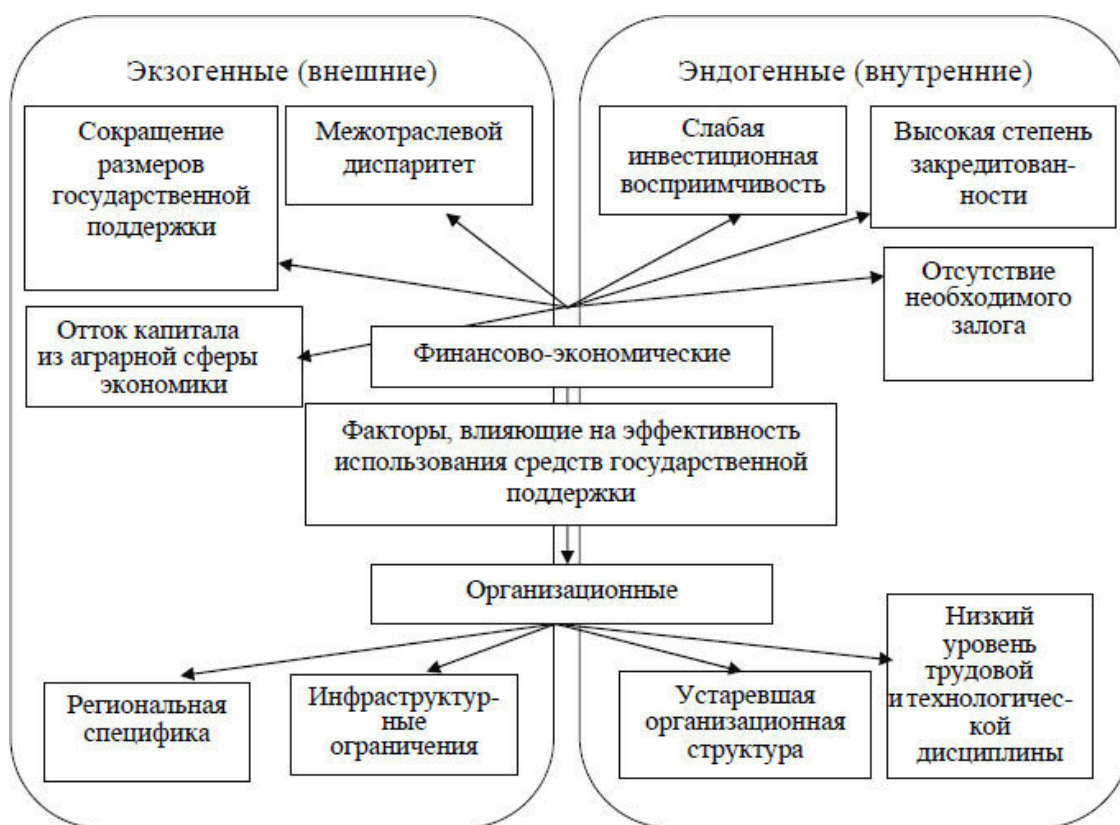 Экзогенные (внешние)
Эндогенные (внутренние)
Сокращение
размеров
государственной
поддержки
Межотраслевой
диспаритет
Слабая
инвестиционная
восприимчивость
Высокая степень
закредитован-
ности
Отток капитала
из аграрной сферы
экономики
Отсутствие
необходимого
залога
Финансово-экономические
Факторы, влияющие на эффективность
использования средств государственной
поддержки
Организационные
Региональная
специфика
Инфраструктур-
ные
ограничения
Устаревшая
организационная
структура
Низкий
уровень
трудовой
и технологичес-
кой
дисциплины